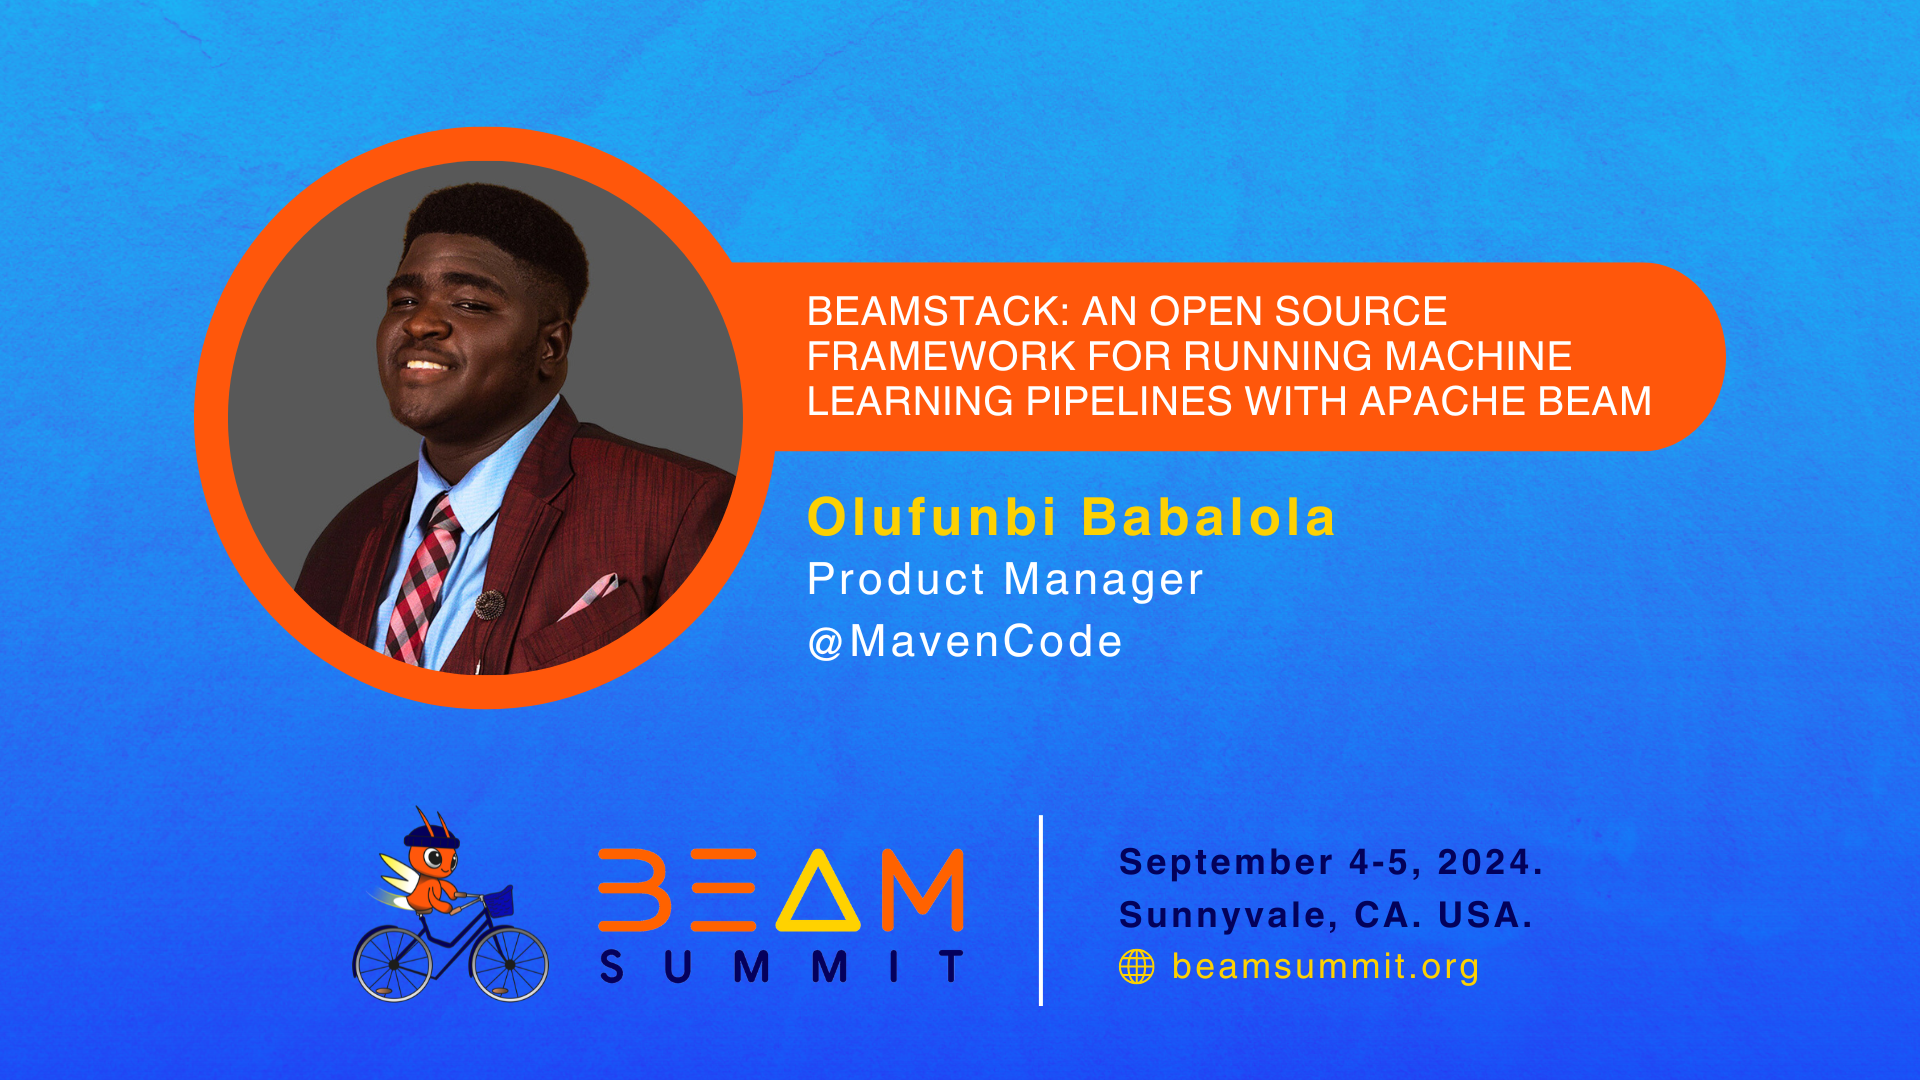 BEAMSTACK: AN OPEN SOURCE
FRAMEWORK FOR RUNNING MACHINE
LEARNING PIPELINES WITH APACHE BEAM
Olufunbi Babalola
Product Manager
@MavenCode
BEAM
SUMMIT
September 4-5, 2024.
Sunnyvale, CA. USA.
beamsummit.org